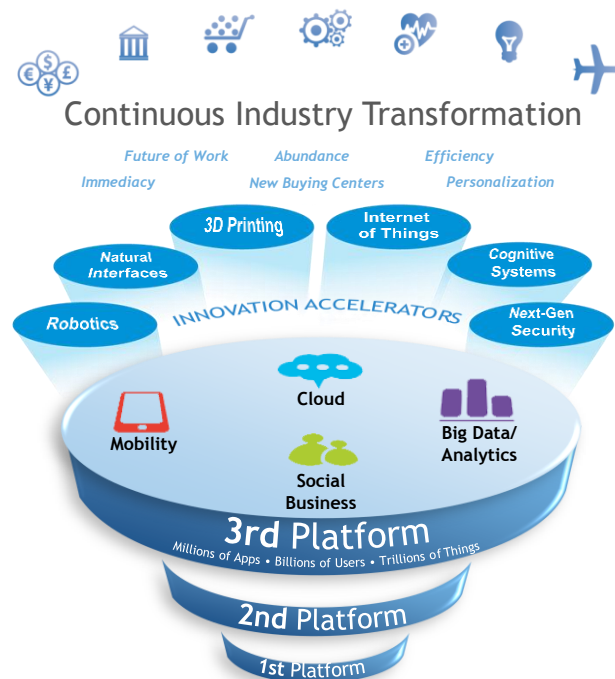 $
€ £
¥
Continuous Industry Transformation
Future of Work Abundance Efficiency
Immediacy New Buying Centers Personalization
3D Printing
Internet
of Things
Natural
Interfaces
Cognitive
Systems
Robotics
INNOVATION ACCELERATORS
Next-Gen
Security
Cloud
Mobility
Big Data/
Analytics
Social
Business
3rd Platform
Millions of Apps • Billions of Users • Trillions of Things
2nd Platform
1st Platform